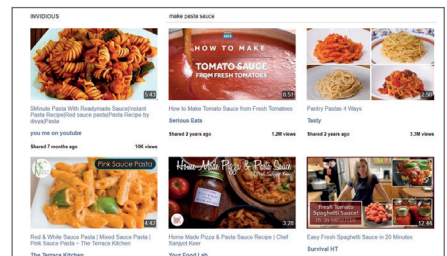 INVIDIOUS
make pasta sauce
5:43
HOW TO MAKE
TOMATO SAUCE
FROM FRESH TOMATOES
8:51
2:50
5Minute Pasta With Readymade Sauce|Instant
Pasta Recipe|Red sauce pasta|Pasta Recipe by
divya|Pasta
How to Make Tomato Sauce from Fresh Tomatoes
Pantry Pastas 4 Ways
you me on youtube
Serious Eats
Tasty
Shared 7 months ago
10K views
Shared 2 years ago
1.2M views
Shared 2 years ago
3.3M views
Pink Sauce Pasta
4:43
Home Made Pizza & Pasta Sauce
3:28
Fresh Tomato
Spaghetti Sauce!
IN 20 MINUTES
12:44
Red & White Sauce Pasta | Mixed Sauce Pasta |
Pink Sauce Pasta ~ The Terrace Kitchen
Home Made Pizza & Pasta Sauce Recipe | Chef
Sanjyot Keer
Easy Fresh Spaghetti Sauce in 20 Minutes
The Terrace Kitchen
Your Food Lab
Survival HT